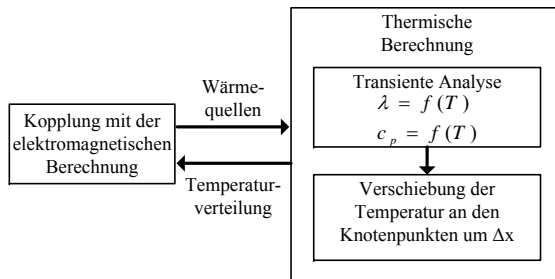 Thermische
Berechnung
Wärme-
quellen
Transiente Analyse
λ = f (T)
c_p = f (T)
Kopplung mit der
elektromagnetischen
Berechnung
Temperatur-
verteilung
Verschiebung der
Temperatur an den
Knotenpunkten um Δx